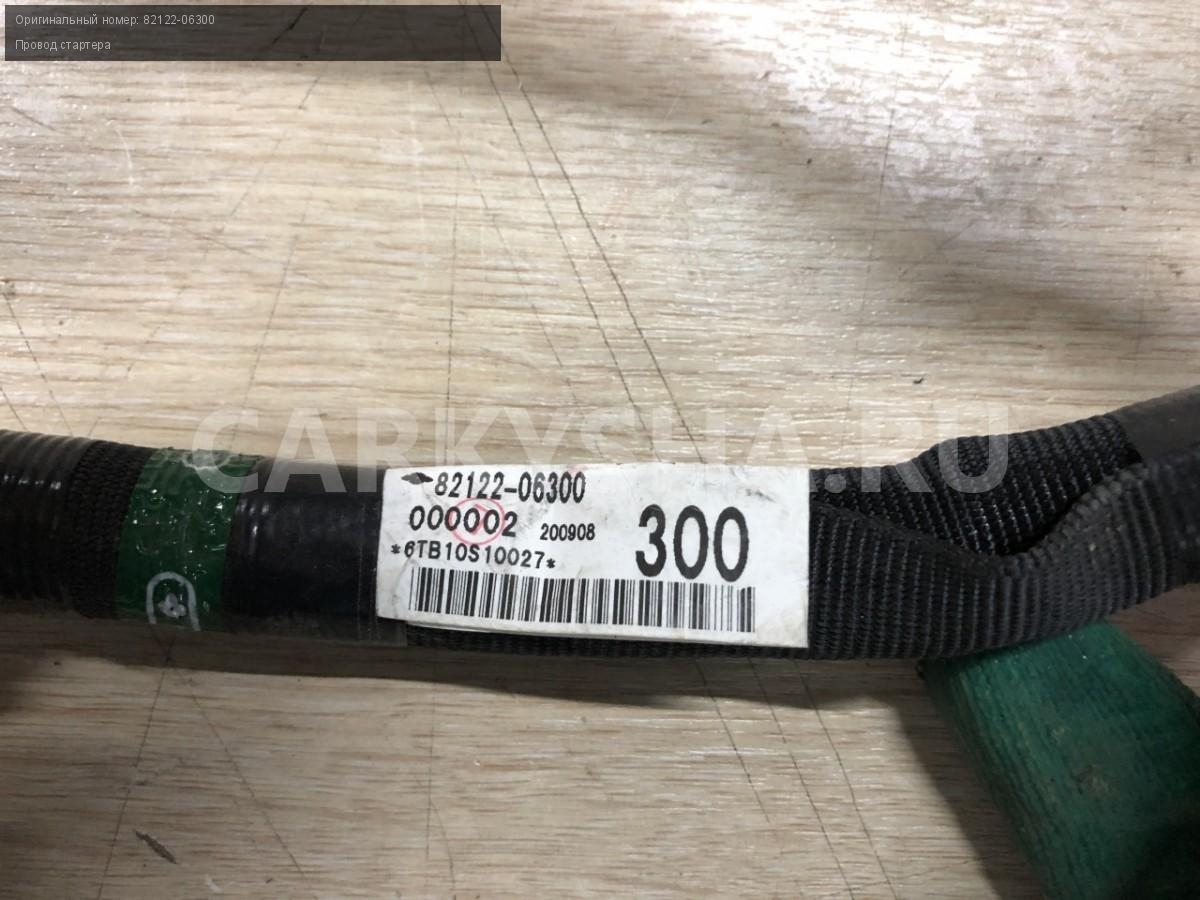 Оригинальный номер: 82122-06300
Провод стартера
CARKYSHA.RU
82122-06300
000002 200908 300
*6TB10S10027*